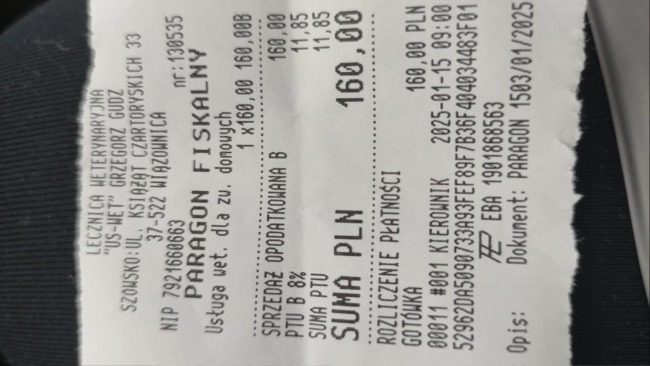 LECZNICA WETERYNARYJNA
"US-WET" GRZEGORZ GUDZ
SZÓWSKO:UL. KSIĄŻĄT CZARTORYSKICH 33
37-522 WIĄZOWNICA
NIP 7921660663 nr:130535
PARAGON FISKALNY
Usługa wet. dla zw. domowych
1 x160,00 160,00B
SPRZEDAŻ OPODATKOWANA B 160,00
PTU B 8% 11,85
SUMA PTU 11,85
SUMA PLN 160,00
ROZLICZENIE PŁATNOŚCI
GOTÓWKA 160,00 PLN
00011 #001 KIEROWNIK 2025-01-15 09:00
52962DA5090733A93FEF89F7B36F404034483F01
EBA 1901868563
Opis: Dokument: PARAGON 1503/01/2025